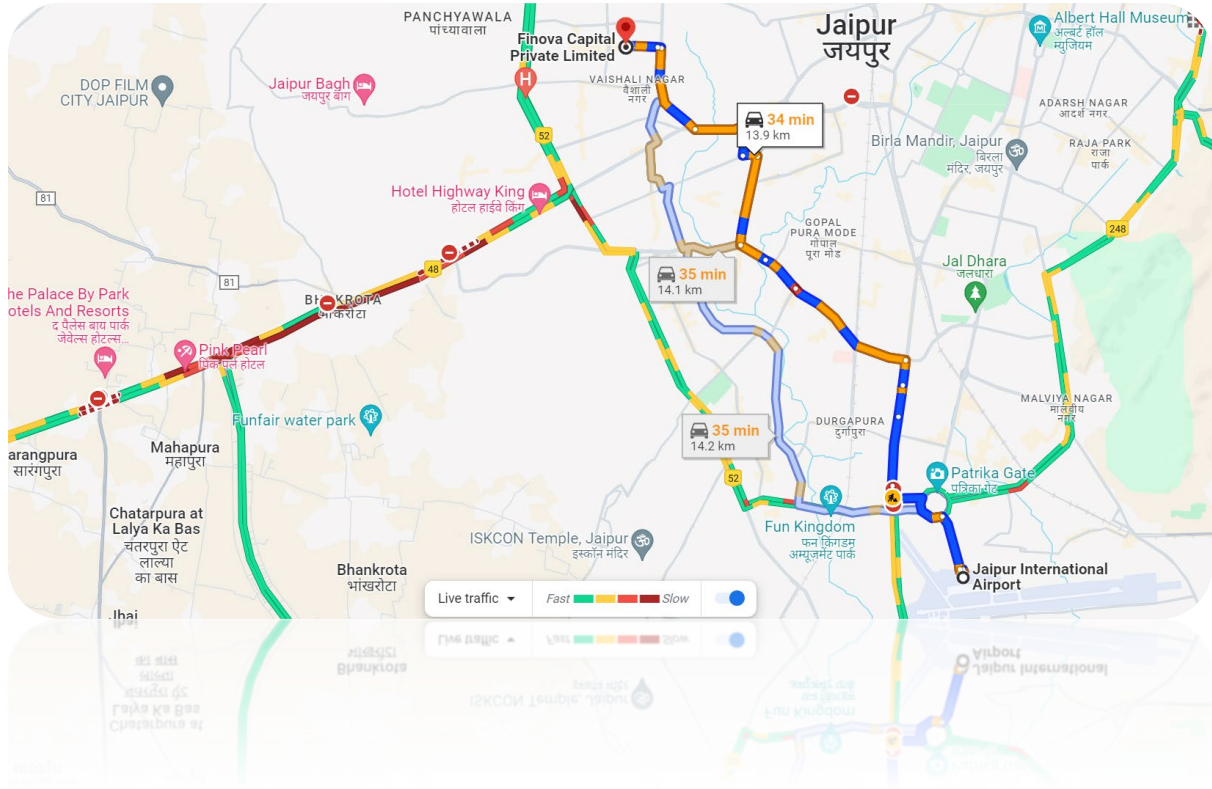 PANCHYAWALA
पांच्यावाला
Finova Capital
Private Limited
Jaipur
जयपुर
Albert Hall Museum
अल्बर्ट हॉल
म्यूजियम
DOP FILM
CITY JAIPUR
Jaipur Bagh
जयपुर बाग
VAISHALI NAGAR
वैशाली
नगर
ADARSH NAGAR
आदर्श नगर
34 min
13.9 km
52
Birla Mandir, Jaipur
बिरला
मंदिर, जयपुर
RAJA PARK
राजा
पार्क
Hotel Highway King
होटल हाईवे किंग
81
GOPAL
PURA MODE
गोपाल
पूरा मोड
248
48
35 min
14.1 km
Jal Dhara
जलधारा
81
he Palace By Park
otels And Resorts
द पैलेस बाय पार्क
जेवेल्स होटल्स...
Pink Pearl
पिंक पर्ल होटल
MALVIYA NAGAR
मालवीय
नगर
Funfair water park
35 min
14.2 km
DURGAPURA
दुर्गापुरा
arangpura
सारंगपुरा
Mahapura
महापुरा
52
Patrika Gate
पत्रिका गेट
Chatarpura at
Lalya Ka Bas
चतरपुरा ऐट
लाल्या
का बास
Fun Kingdom
फन किंगडम
अम्यूजमेंट पार्क
ISKCON Temple, Jaipur
इस्कॉन मंदिर
Bhankrota
भांखरोटा
Jaipur International
Airport
Live traffic
Fast
Slow
Jhai